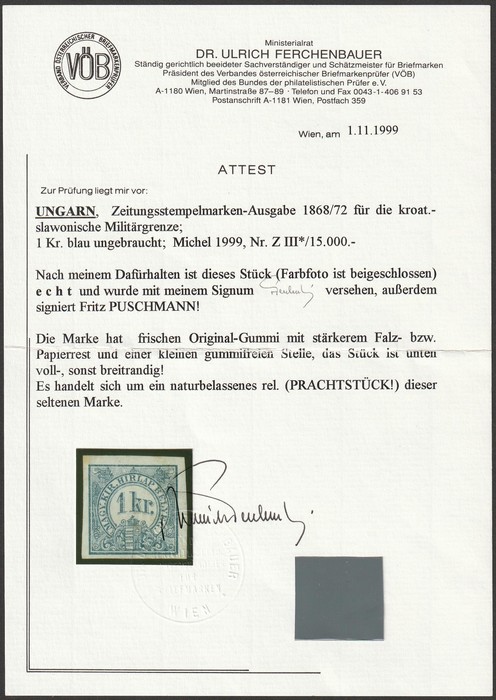 VERBAND ÖSTERREICHISCHER BRIEFMARKENPRÜFER
VÖB
Ministerialrat
DR. ULRICH FERCHENBAUER
Ständig gerichtlich beeideter Sachverständiger und Schätzmeister für Briefmarken
Präsident des Verbandes österreichischer Briefmarkenprüfer (VÖB)
Mitglied des Bundes der philatelistischen Prüfer e. V.
A-1180 Wien, Martinstraße 87–89 · Telefon und Fax 0043-1-406 91 53
Postanschrift A-1181 Wien, Postfach 359
Wien, am 1.11.1999
ATTEST
Zur Prüfung liegt mir vor:
UNGARN, Zeitungsstempelmarken-Ausgabe 1868/72 für die kroat.-
slawonische Militärgrenze;
1 Kr. blau ungebraucht; Michel 1999, Nr. Z III*/15.000.-
Nach meinem Dafürhalten ist dieses Stück (Farbfoto ist beigeschlossen)
e c h t und wurde mit meinem Signum versehen, außerdem
signiert Fritz PUSCHMANN!
Die Marke hat frischen Original-Gummi mit stärkerem Falz- bzw.
Papierrest und einer kleinen gummifreien Stelle, das Stück ist unten
voll-, sonst breitrandig!
Es handelt sich um ein naturbelassenes rel. (PRACHTSTÜCK!) dieser
seltenen Marke.
MAGY. KIR. HIRLAP BÉLYEG
1 kr.
WIEN